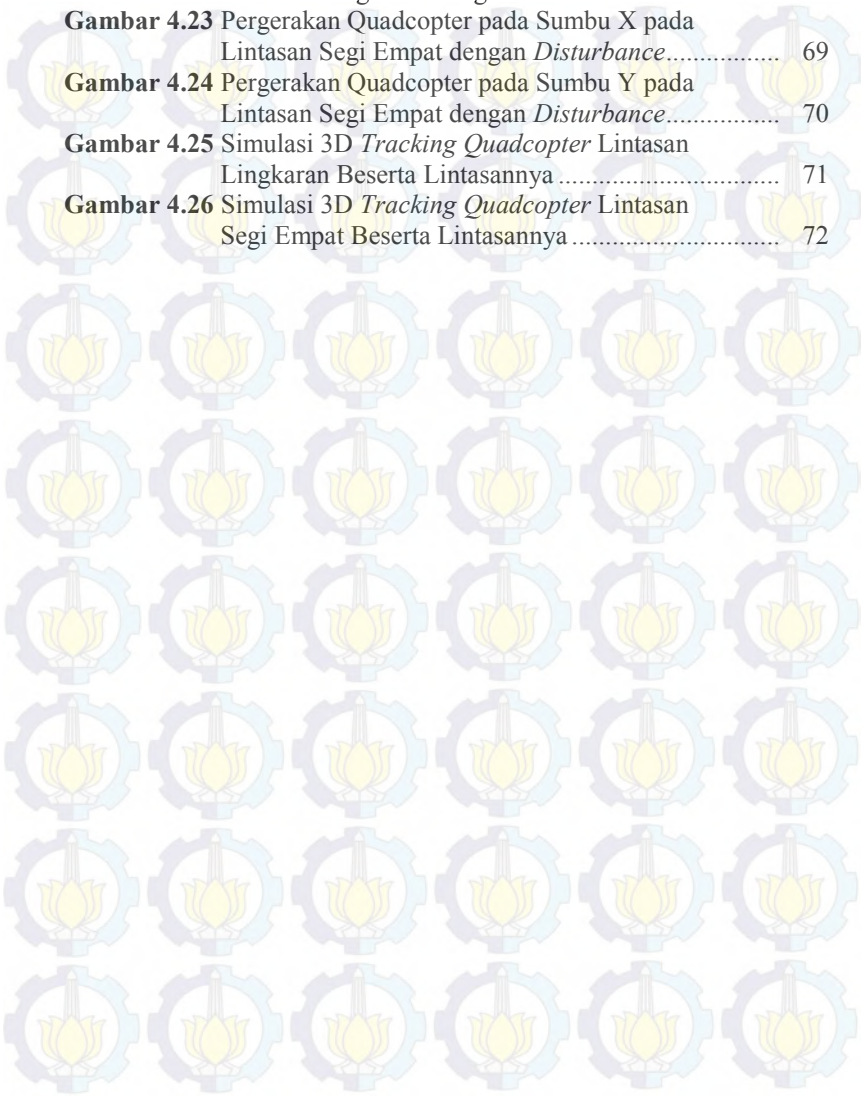 Gambar 4.23 Pergerakan Quadcopter pada Sumbu X pada
Lintasan Segi Empat dengan Disturbance................. 69
Gambar 4.24 Pergerakan Quadcopter pada Sumbu Y pada
Lintasan Segi Empat dengan Disturbance................. 70
Gambar 4.25 Simulasi 3D Tracking Quadcopter Lintasan
Lingkaran Beserta Lintasannya ................................. 71
Gambar 4.26 Simulasi 3D Tracking Quadcopter Lintasan
Segi Empat Beserta Lintasannya ............................... 72